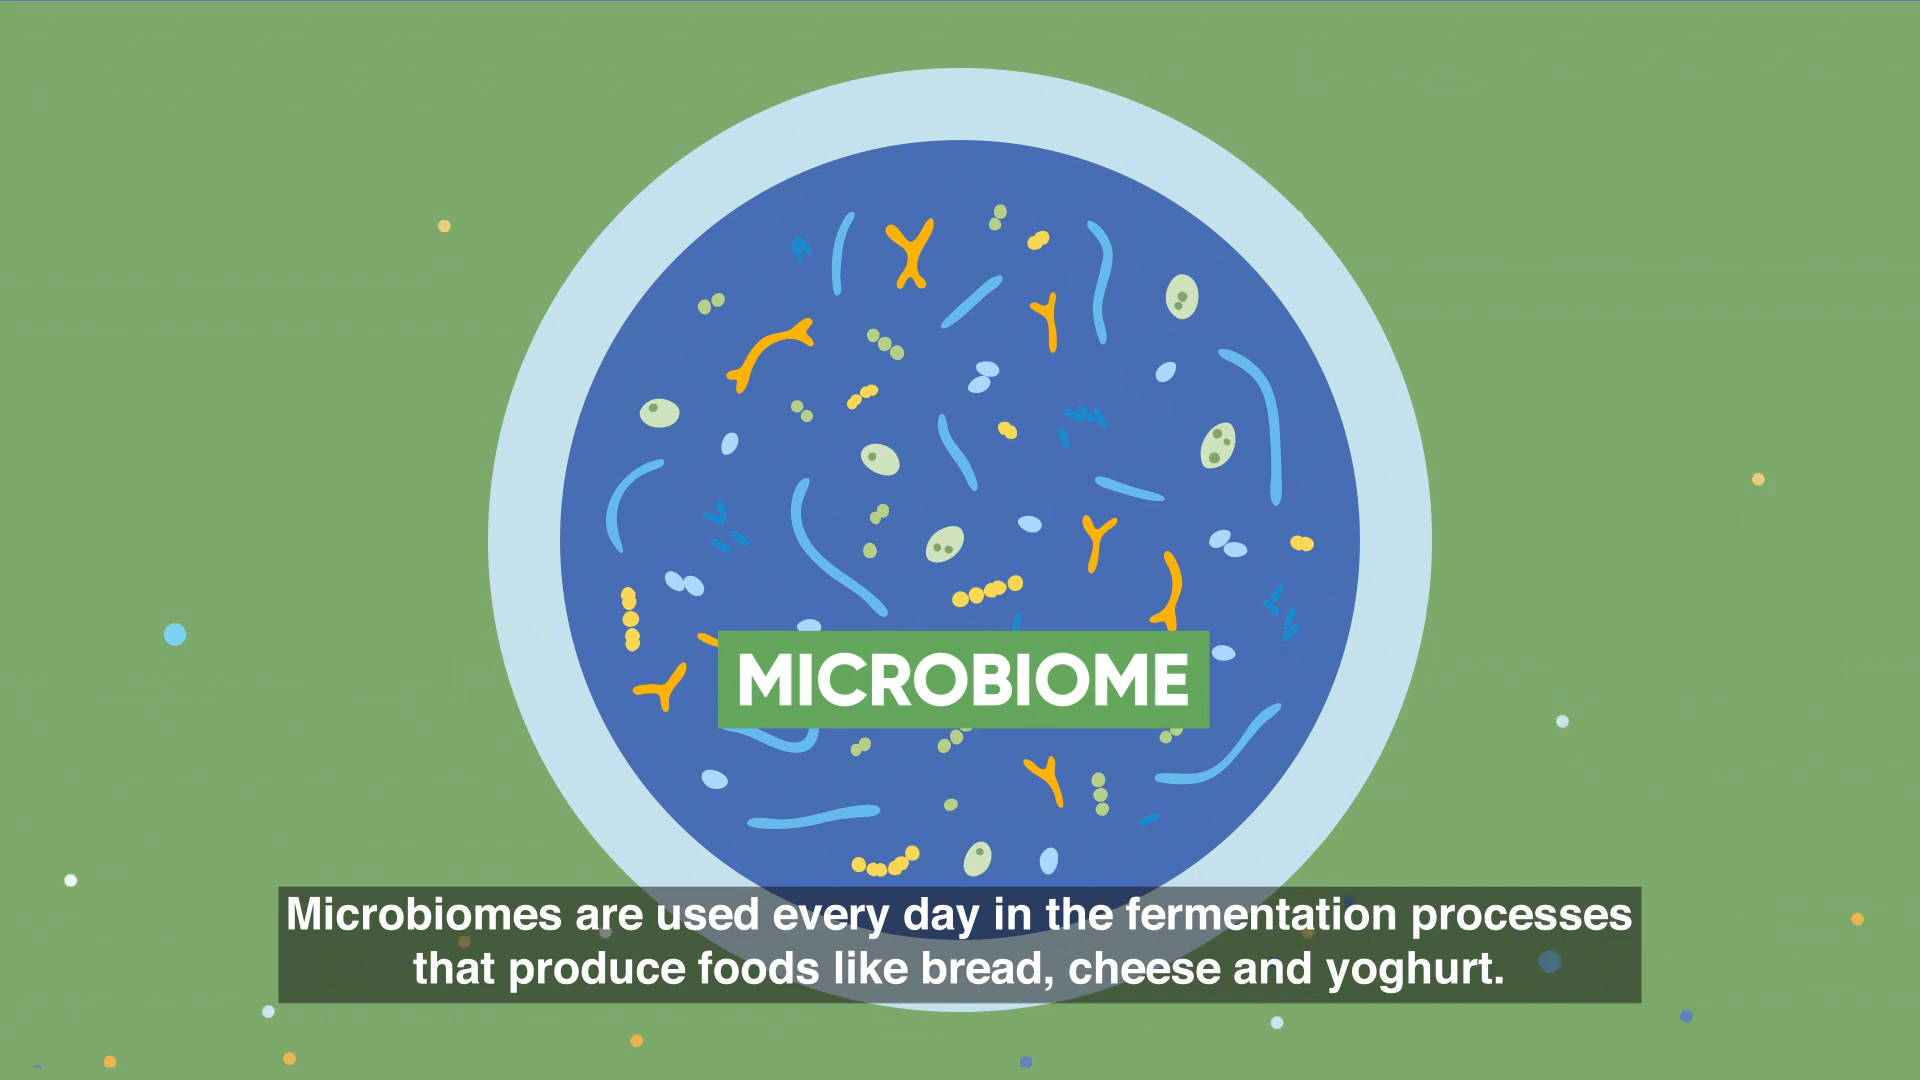 MICROBIOME
Microbiomes are used every day in the fermentation processes
that produce foods like bread, cheese and yoghurt.